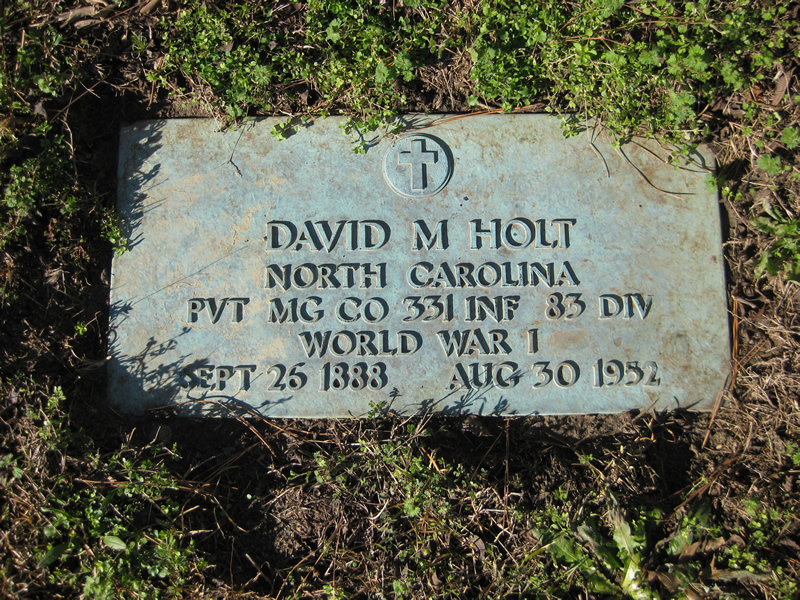 DAVID M HOLT
NORTH CAROLINA
PVT MG CO 331 INF 83 DIV
WORLD WAR I
SEPT 26 1888 AUG 30 1952